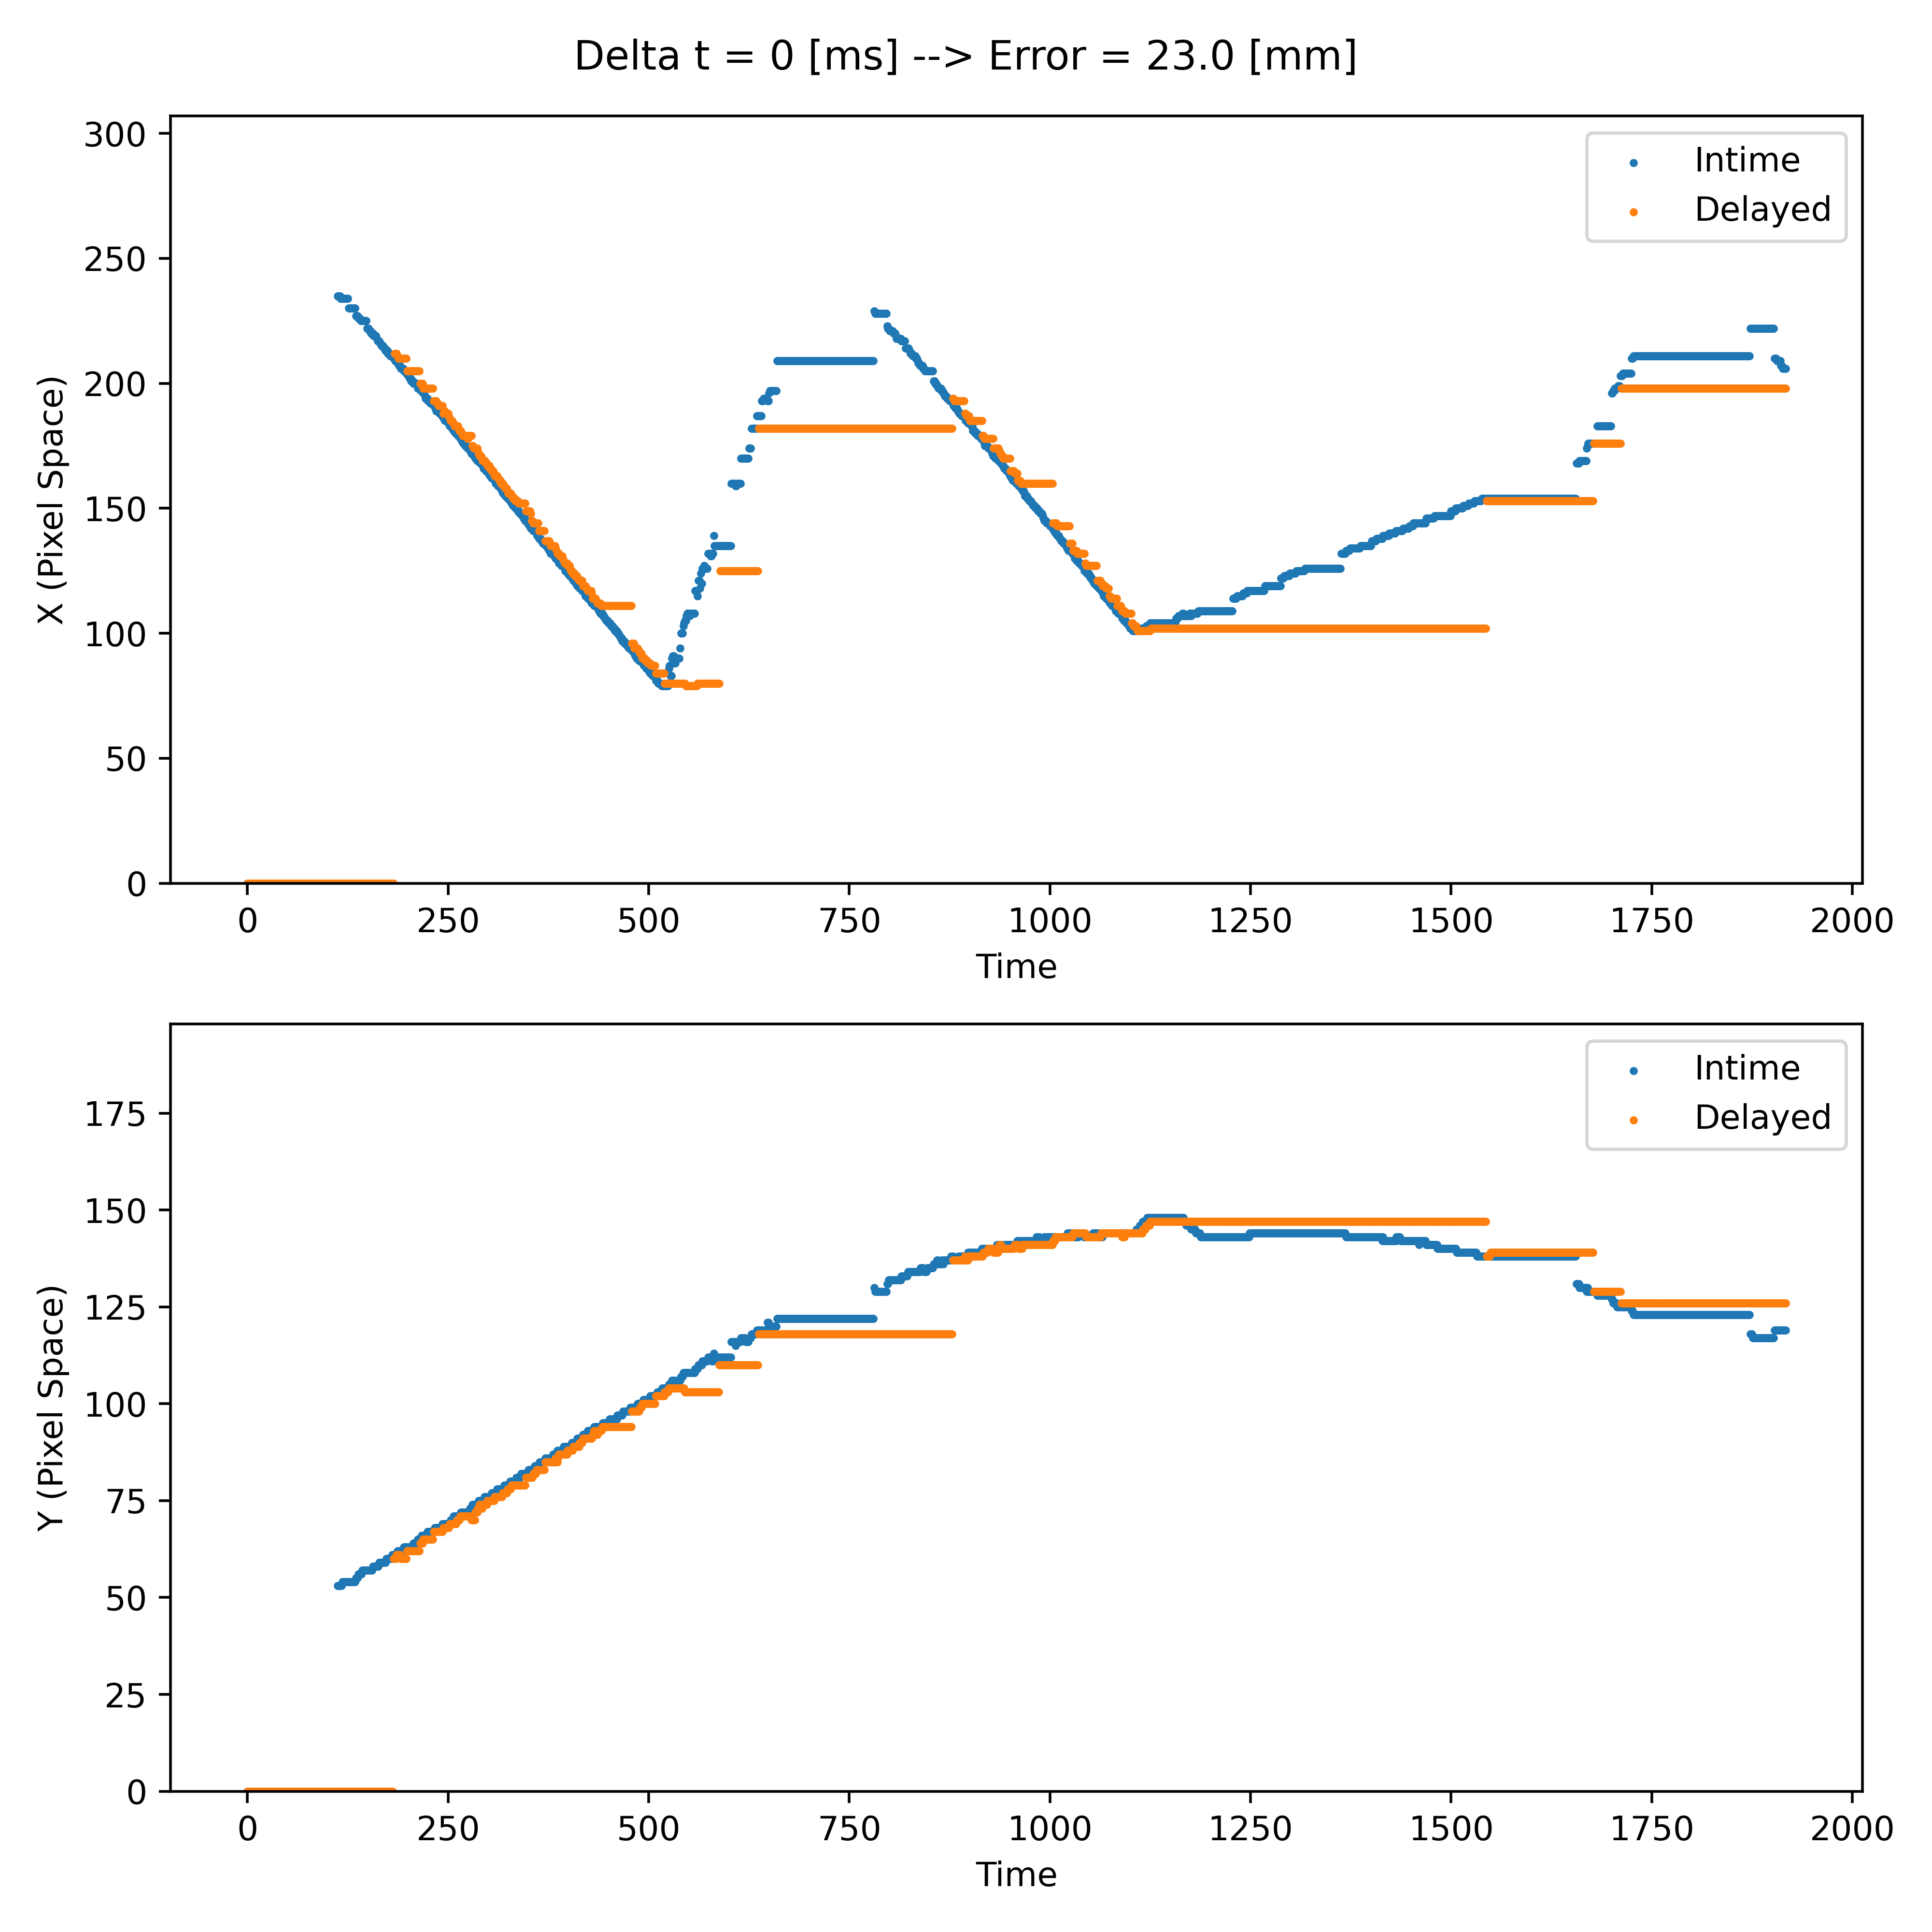 Delta t = 0 [ms] --> Error = 23.0 [mm]
300
250
200
150
100
50
0
X (Pixel Space)
Intime
Delayed
0 250 500 750 1000 1250 1500 1750 2000
Time
175
150
125
100
75
50
25
0
Y (Pixel Space)
Intime
Delayed
0 250 500 750 1000 1250 1500 1750 2000
Time